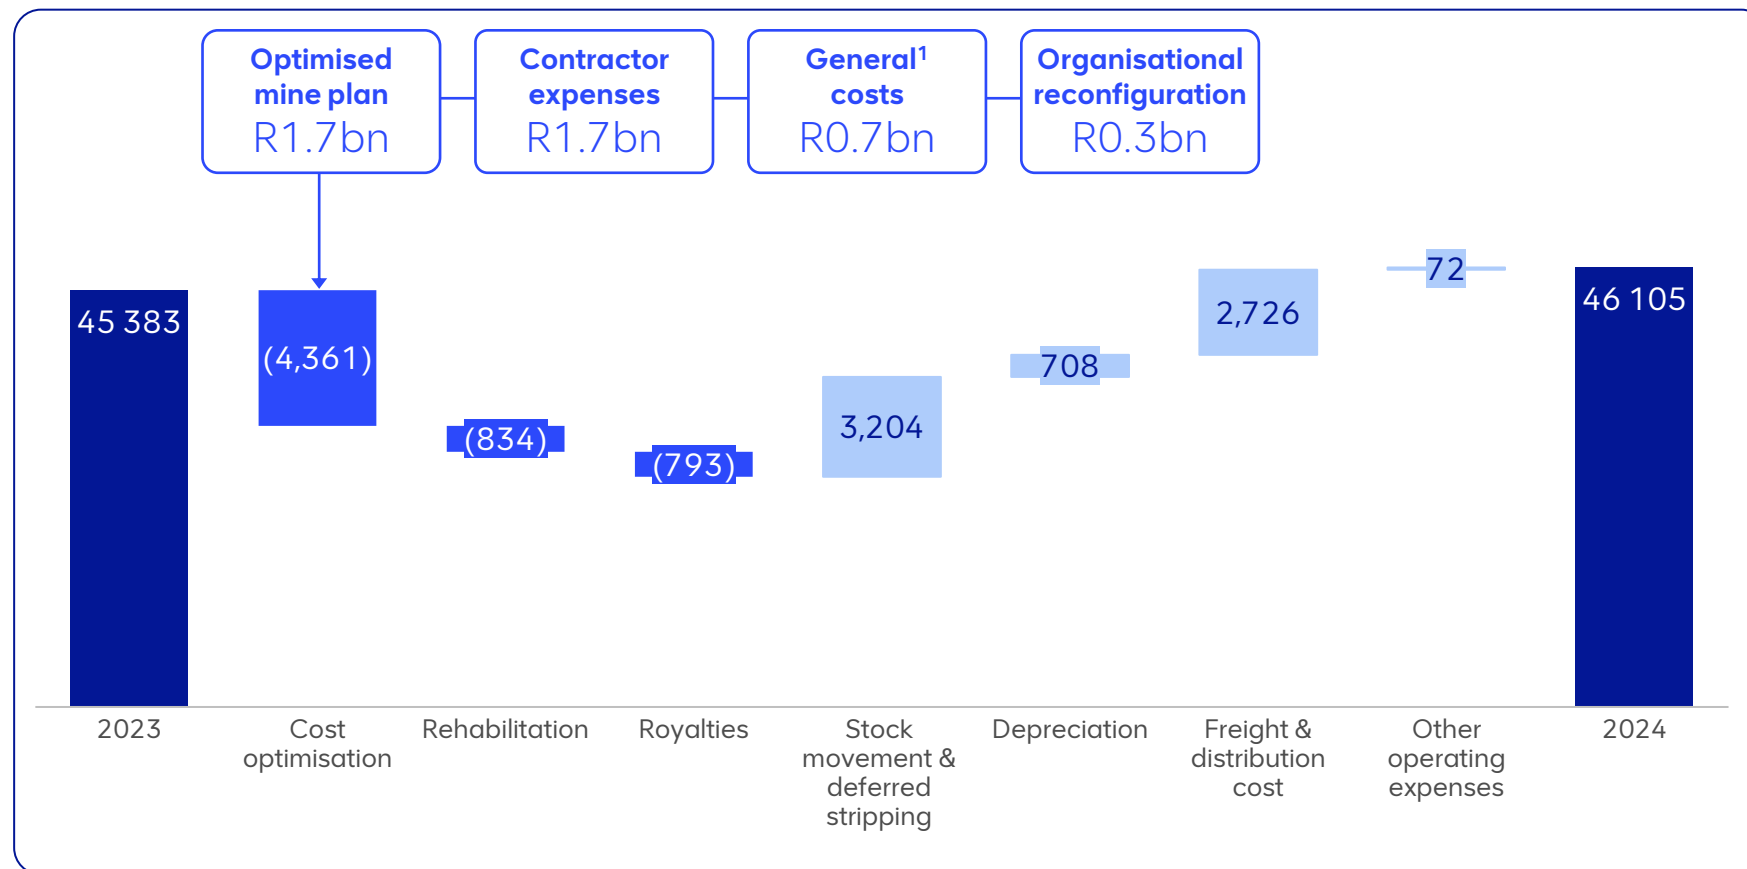 Optimised
mine plan
R1.7bn
Contractor
expenses
R1.7bn
General¹
costs
R0.7bn
Organisational
reconfiguration
R0.3bn
45 383
(4,361)
(834)
(793)
3,204
708
2,726
72
46 105
2023
Cost
optimisation
Rehabilitation
Royalties
Stock
movement &
deferred
stripping
Depreciation
Freight &
distribution
cost
Other
operating
expenses
2024